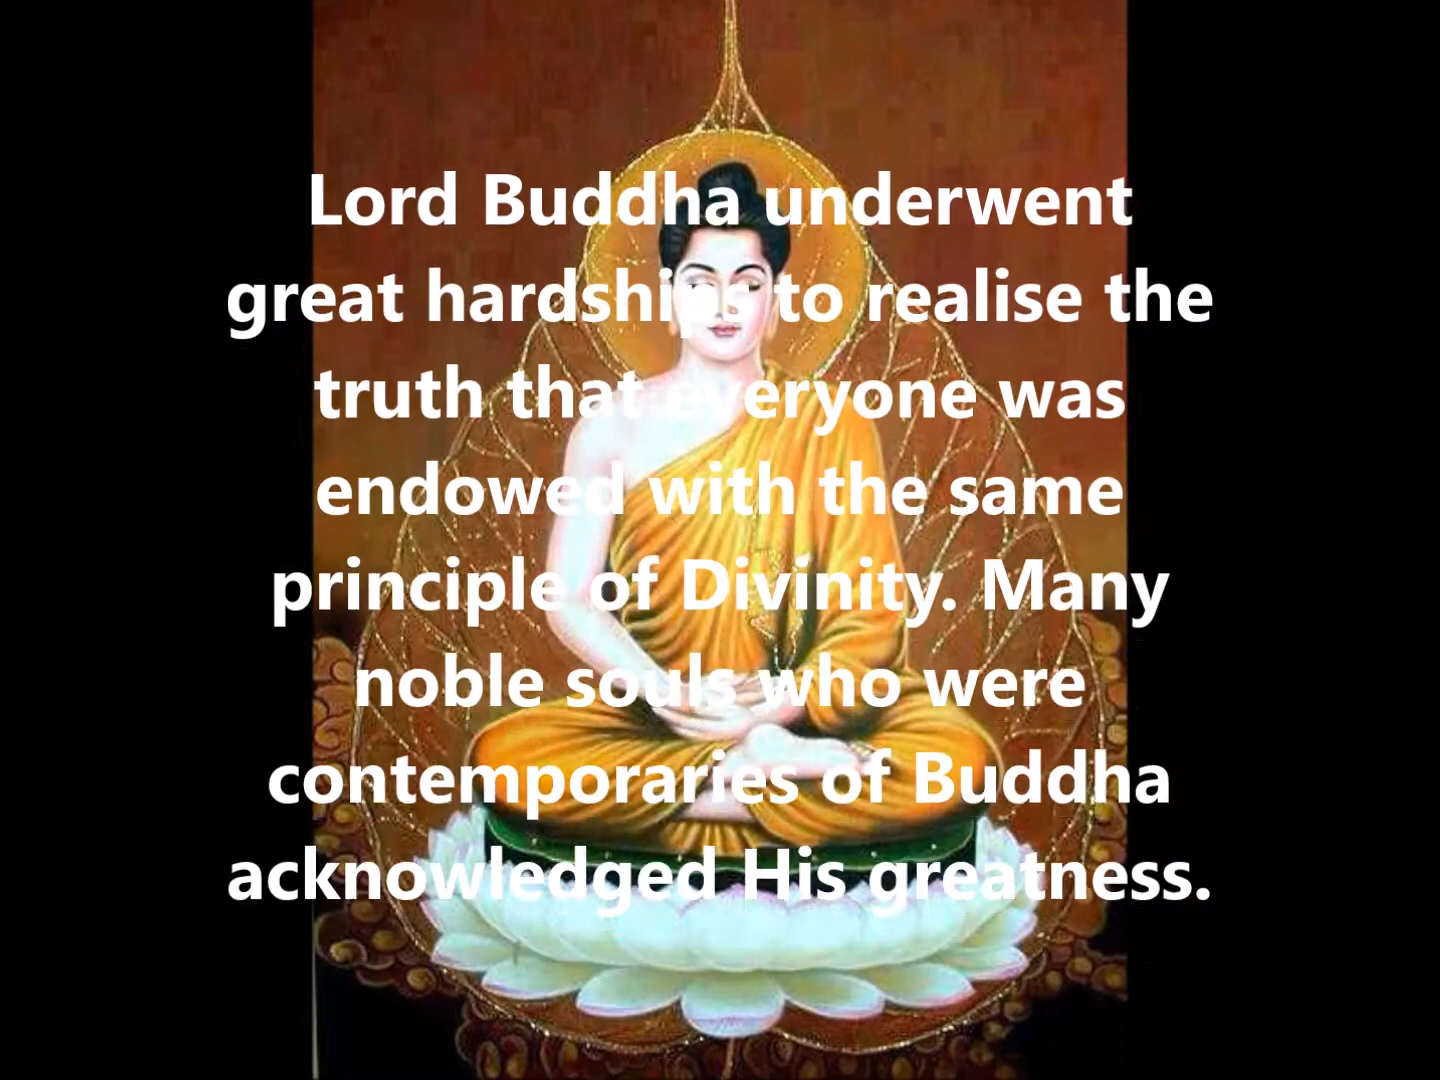 Lord Buddha underwent
great hardships to realise the
truth that everyone was
endowed with the same
principle of Divinity. Many
noble souls who were
contemporaries of Buddha
acknowledged His greatness.